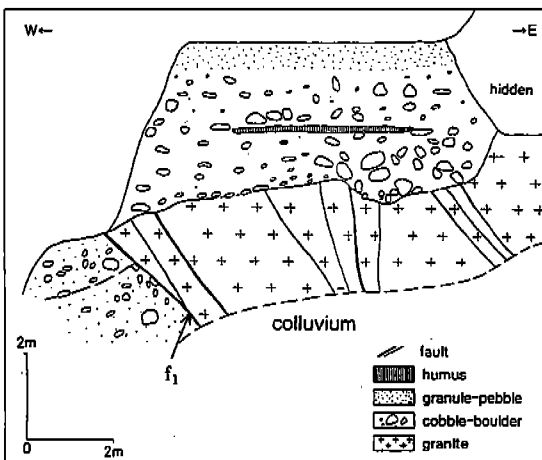 W← →E
hidden
colluvium
f₁
2m
0 2m
fault
humus
granule-pebble
cobble-boulder
granite